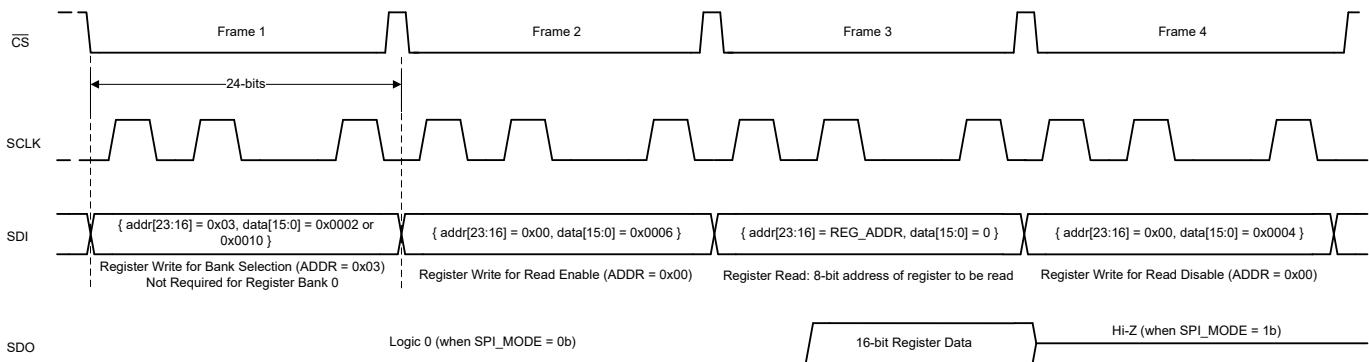 CS
Frame 1
Frame 2
Frame 3
Frame 4
24-bits
SCLK
SDI
{ addr[23:16] = 0x03, data[15:0] = 0x0002 or
0x0010 }
{ addr[23:16] = 0x00, data[15:0] = 0x0006 }
{ addr[23:16] = REG_ADDR, data[15:0] = 0 }
{ addr[23:16] = 0x00, data[15:0] = 0x0004 }
Register Write for Bank Selection (ADDR = 0x03)
Not Required for Register Bank 0
Register Write for Read Enable (ADDR = 0x00)
Register Read: 8-bit address of register to be read
Register Write for Read Disable (ADDR = 0x00)
SDO
Logic 0 (when SPI_MODE = 0b)
16-bit Register Data
Hi-Z (when SPI_MODE = 1b)